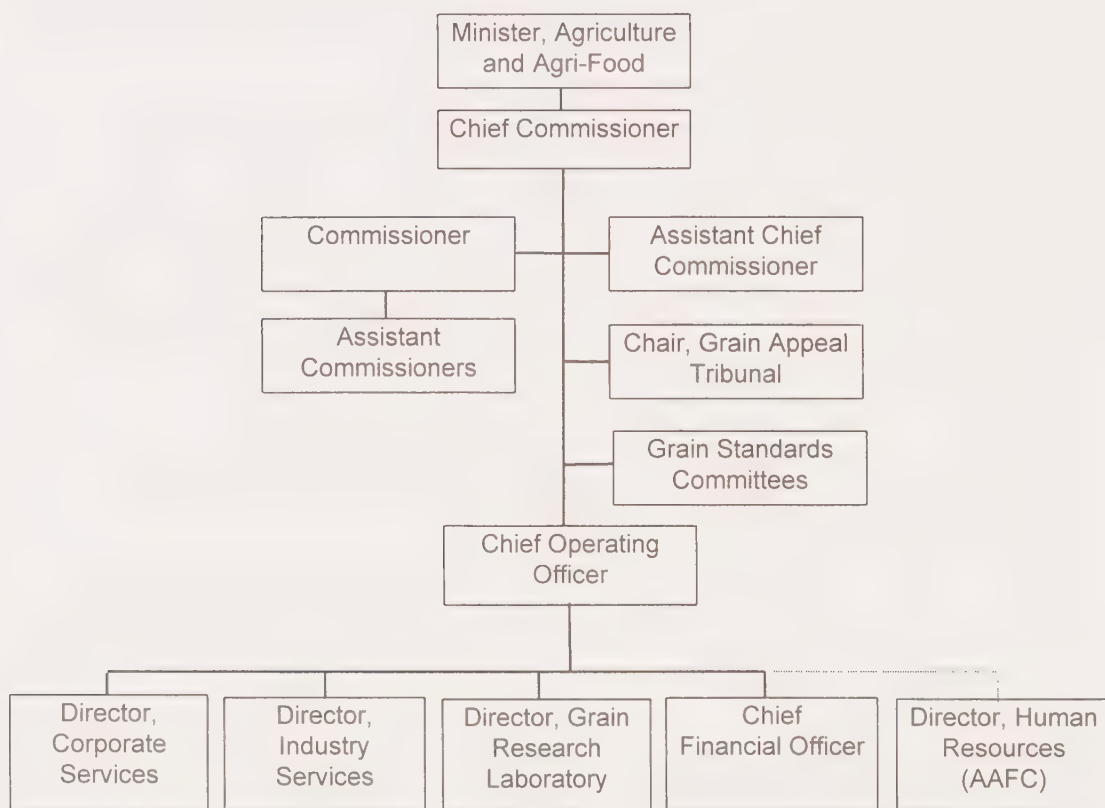 Minister, Agriculture
and Agri-Food
Chief Commissioner
Commissioner
Assistant Chief
Commissioner
Assistant
Commissioners
Chair, Grain Appeal
Tribunal
Grain Standards
Committees
Chief Operating
Officer
Director,
Corporate
Services
Director,
Industry
Services
Director, Grain
Research
Laboratory
Chief
Financial Officer
Director, Human
Resources
(AAFC)